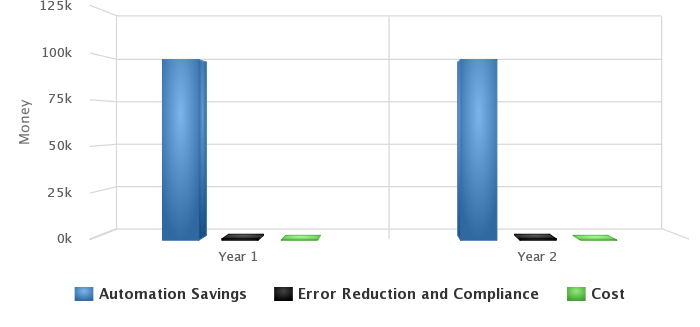 125k
100k
75k
50k
25k
0k
Money
Year 1
Year 2
Automation Savings
Error Reduction and Compliance
Cost